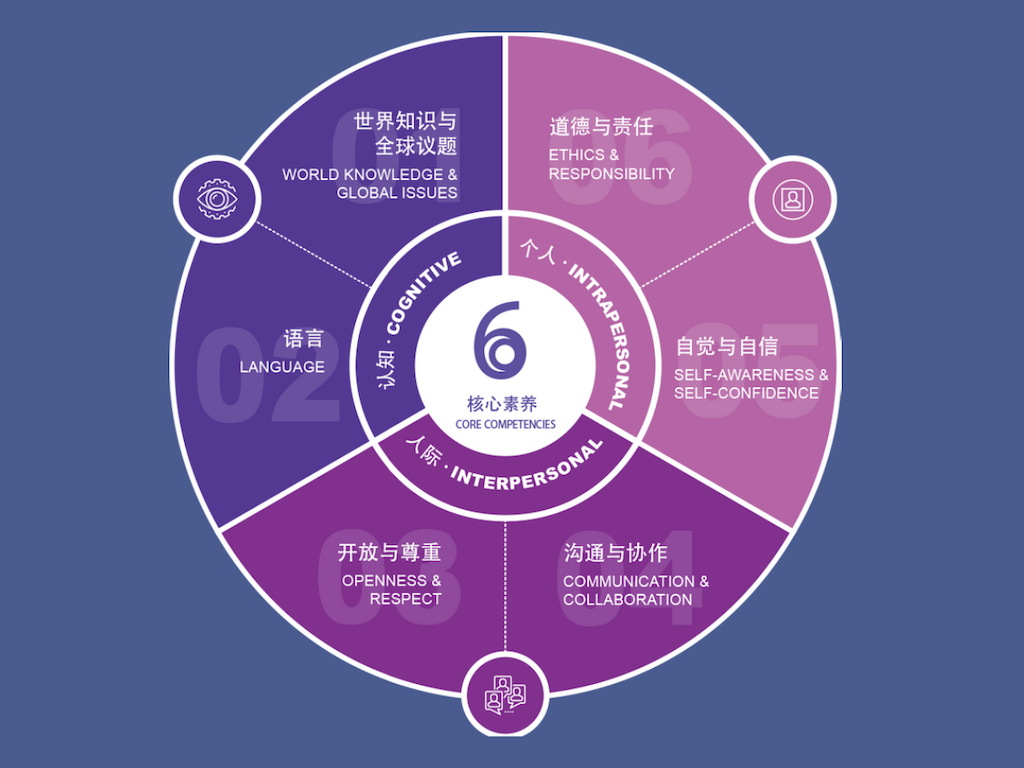 01
世界知识与
全球议题
WORLD KNOWLEDGE &
GLOBAL ISSUES
06
道德与责任
ETHICS &
RESPONSIBILITY
认知 · COGNITIVE
个人 · INTRAPERSONAL
6
核心素养
CORE COMPETENCIES
02
语言
LANGUAGE
05
自觉与自信
SELF-AWARENESS &
SELF-CONFIDENCE
人际 · INTERPERSONAL
03
开放与尊重
OPENNESS &
RESPECT
04
沟通与协作
COMMUNICATION &
COLLABORATION